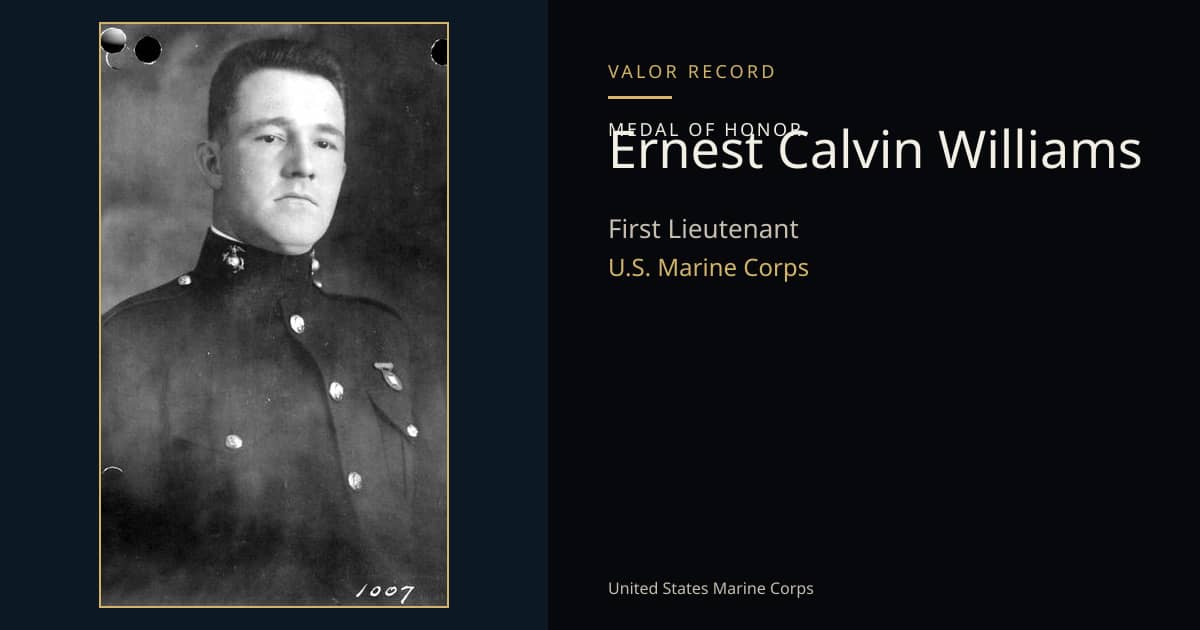 VALOR RECORD
MEDAL OF HONOR
Ernest Calvin Williams
First Lieutenant
U.S. Marine Corps
1007
United States Marine Corps